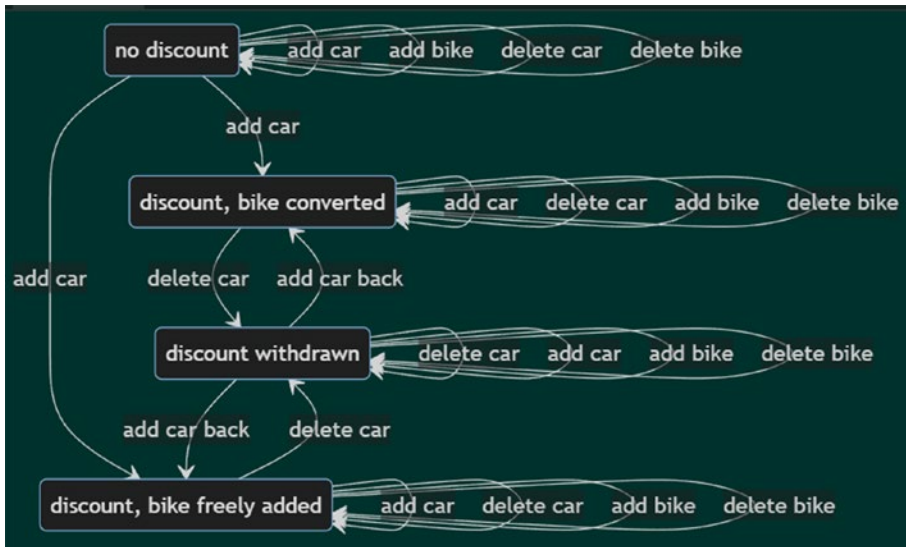 no discount add car add bike delete car delete bike
add car
discount, bike converted add car delete car add bike delete bike
add car delete car add car back
discount withdrawn delete car add car add bike delete bike
add car back delete car
discount, bike freely added add car delete car add bike delete bike